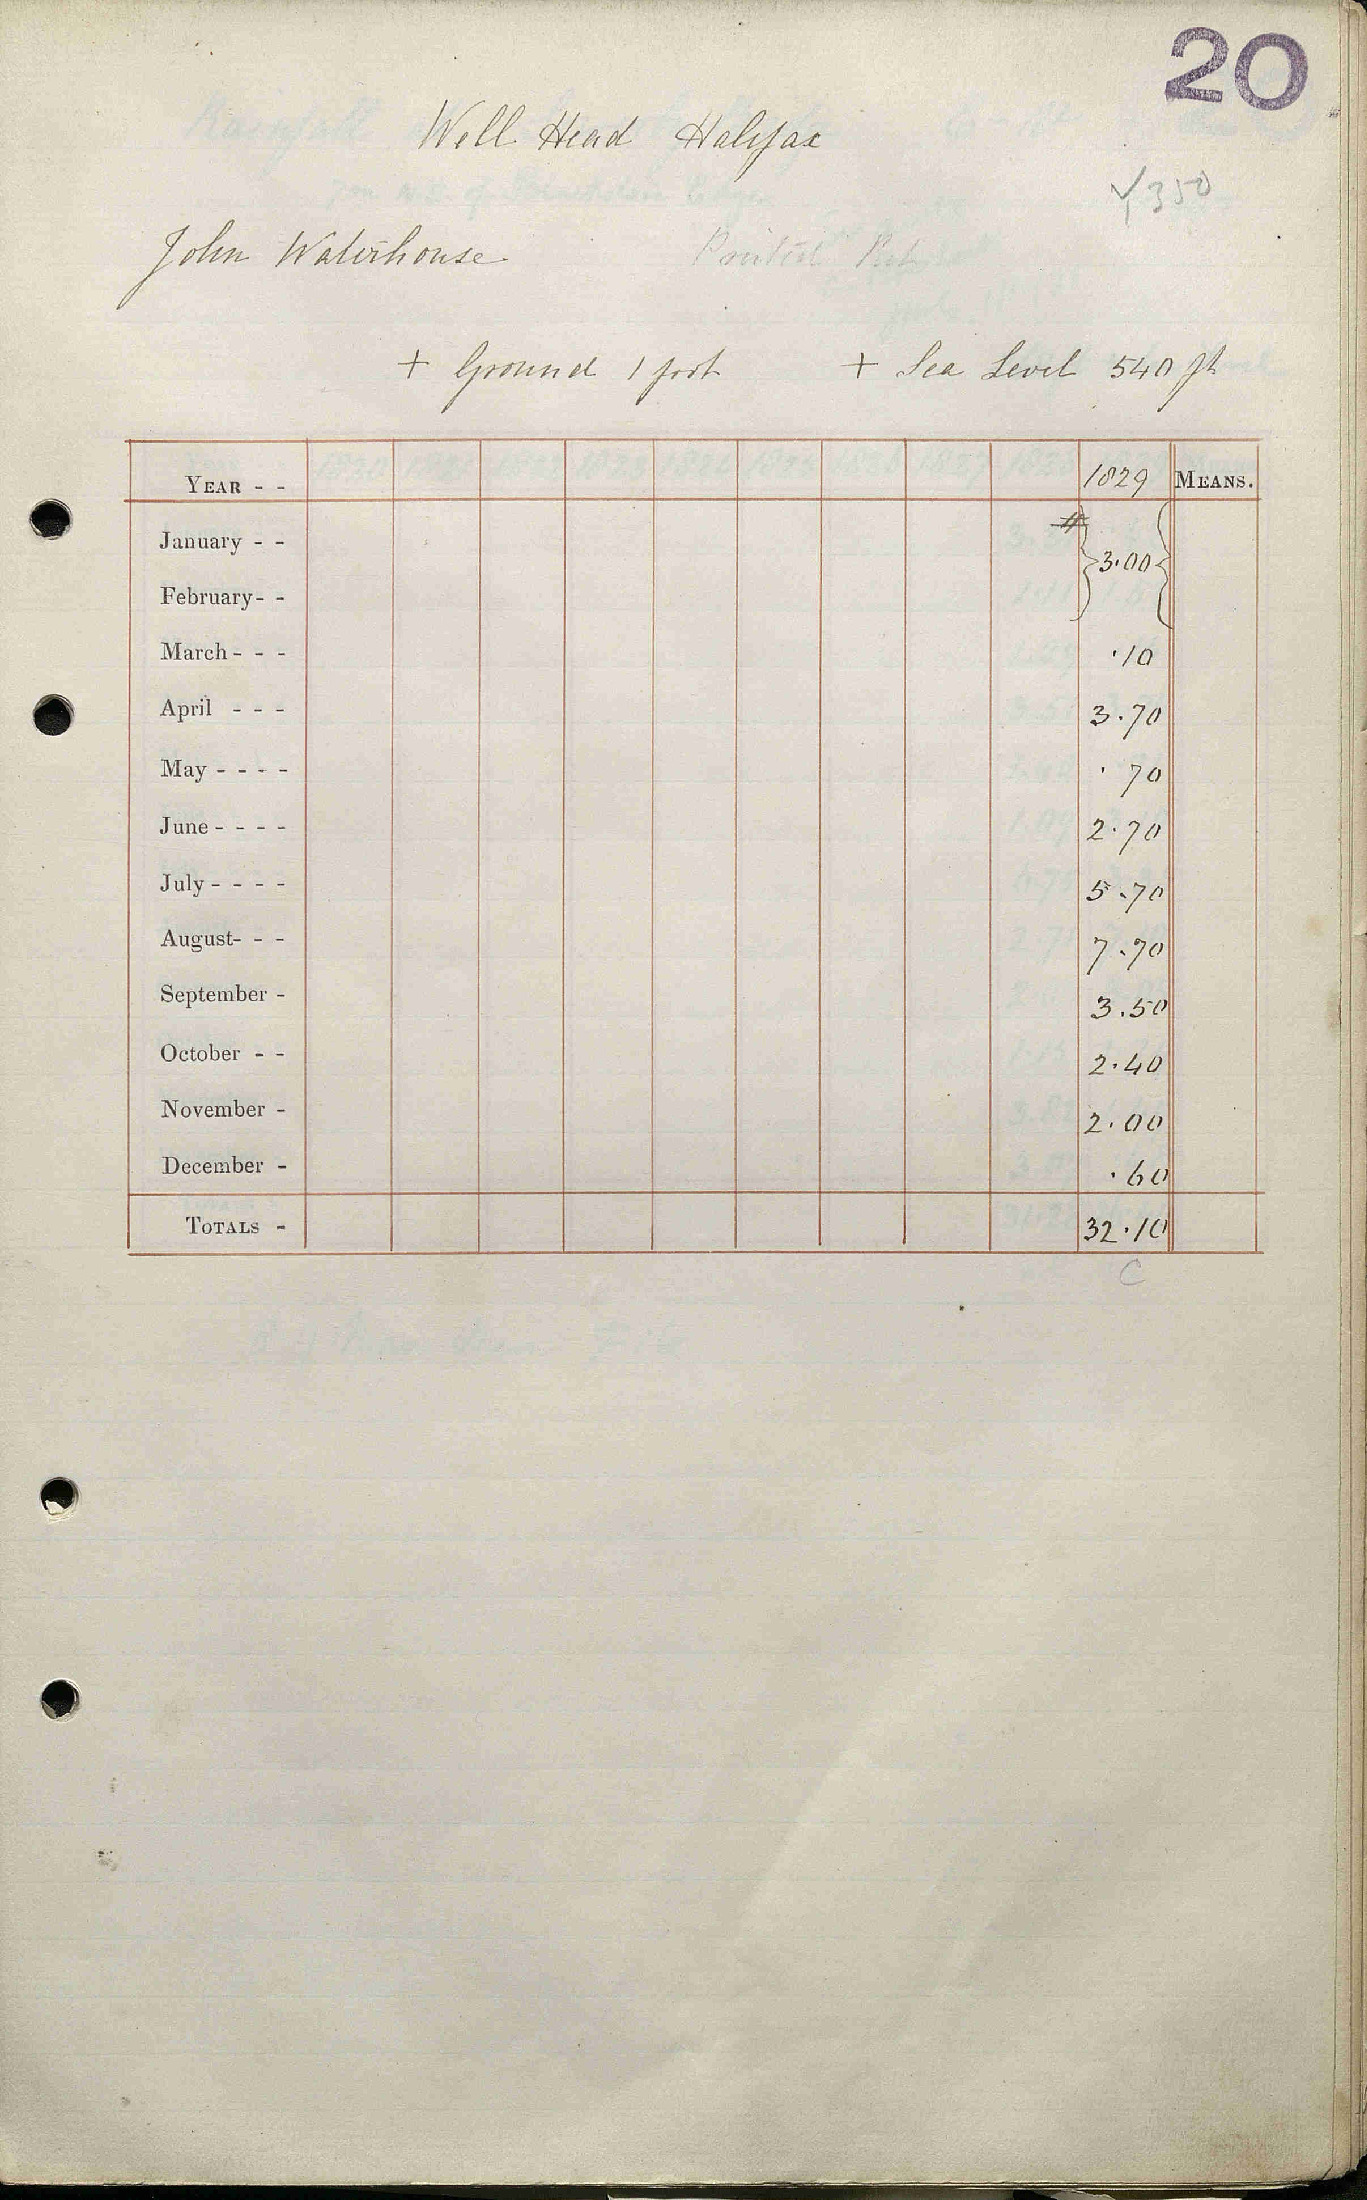 20
Well Head Halifax
Y350
John Waterhouse Printed Ret
+ Ground 1 foot + Sea Level 540 ft
YEAR - - 1829 MEANS.
January - - #
3.00
February - -
March - - - .10
April - - - 3.70
May - - - - .70
June - - - - 2.70
July - - - - 5.70
August - - - 7.70
September - 3.50
October - - 2.40
November - 2.00
December - .60
TOTALS - 32.10
C